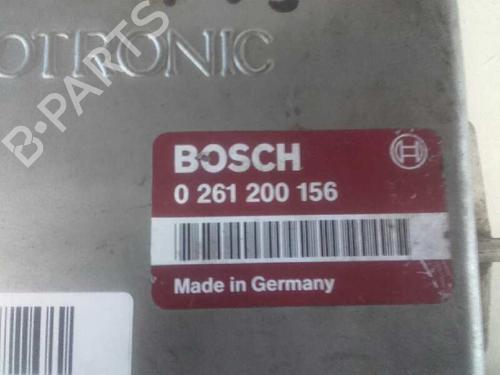 OTRONIC
B-PARTS
BOSCH
0 261 200 156
Made in Germany